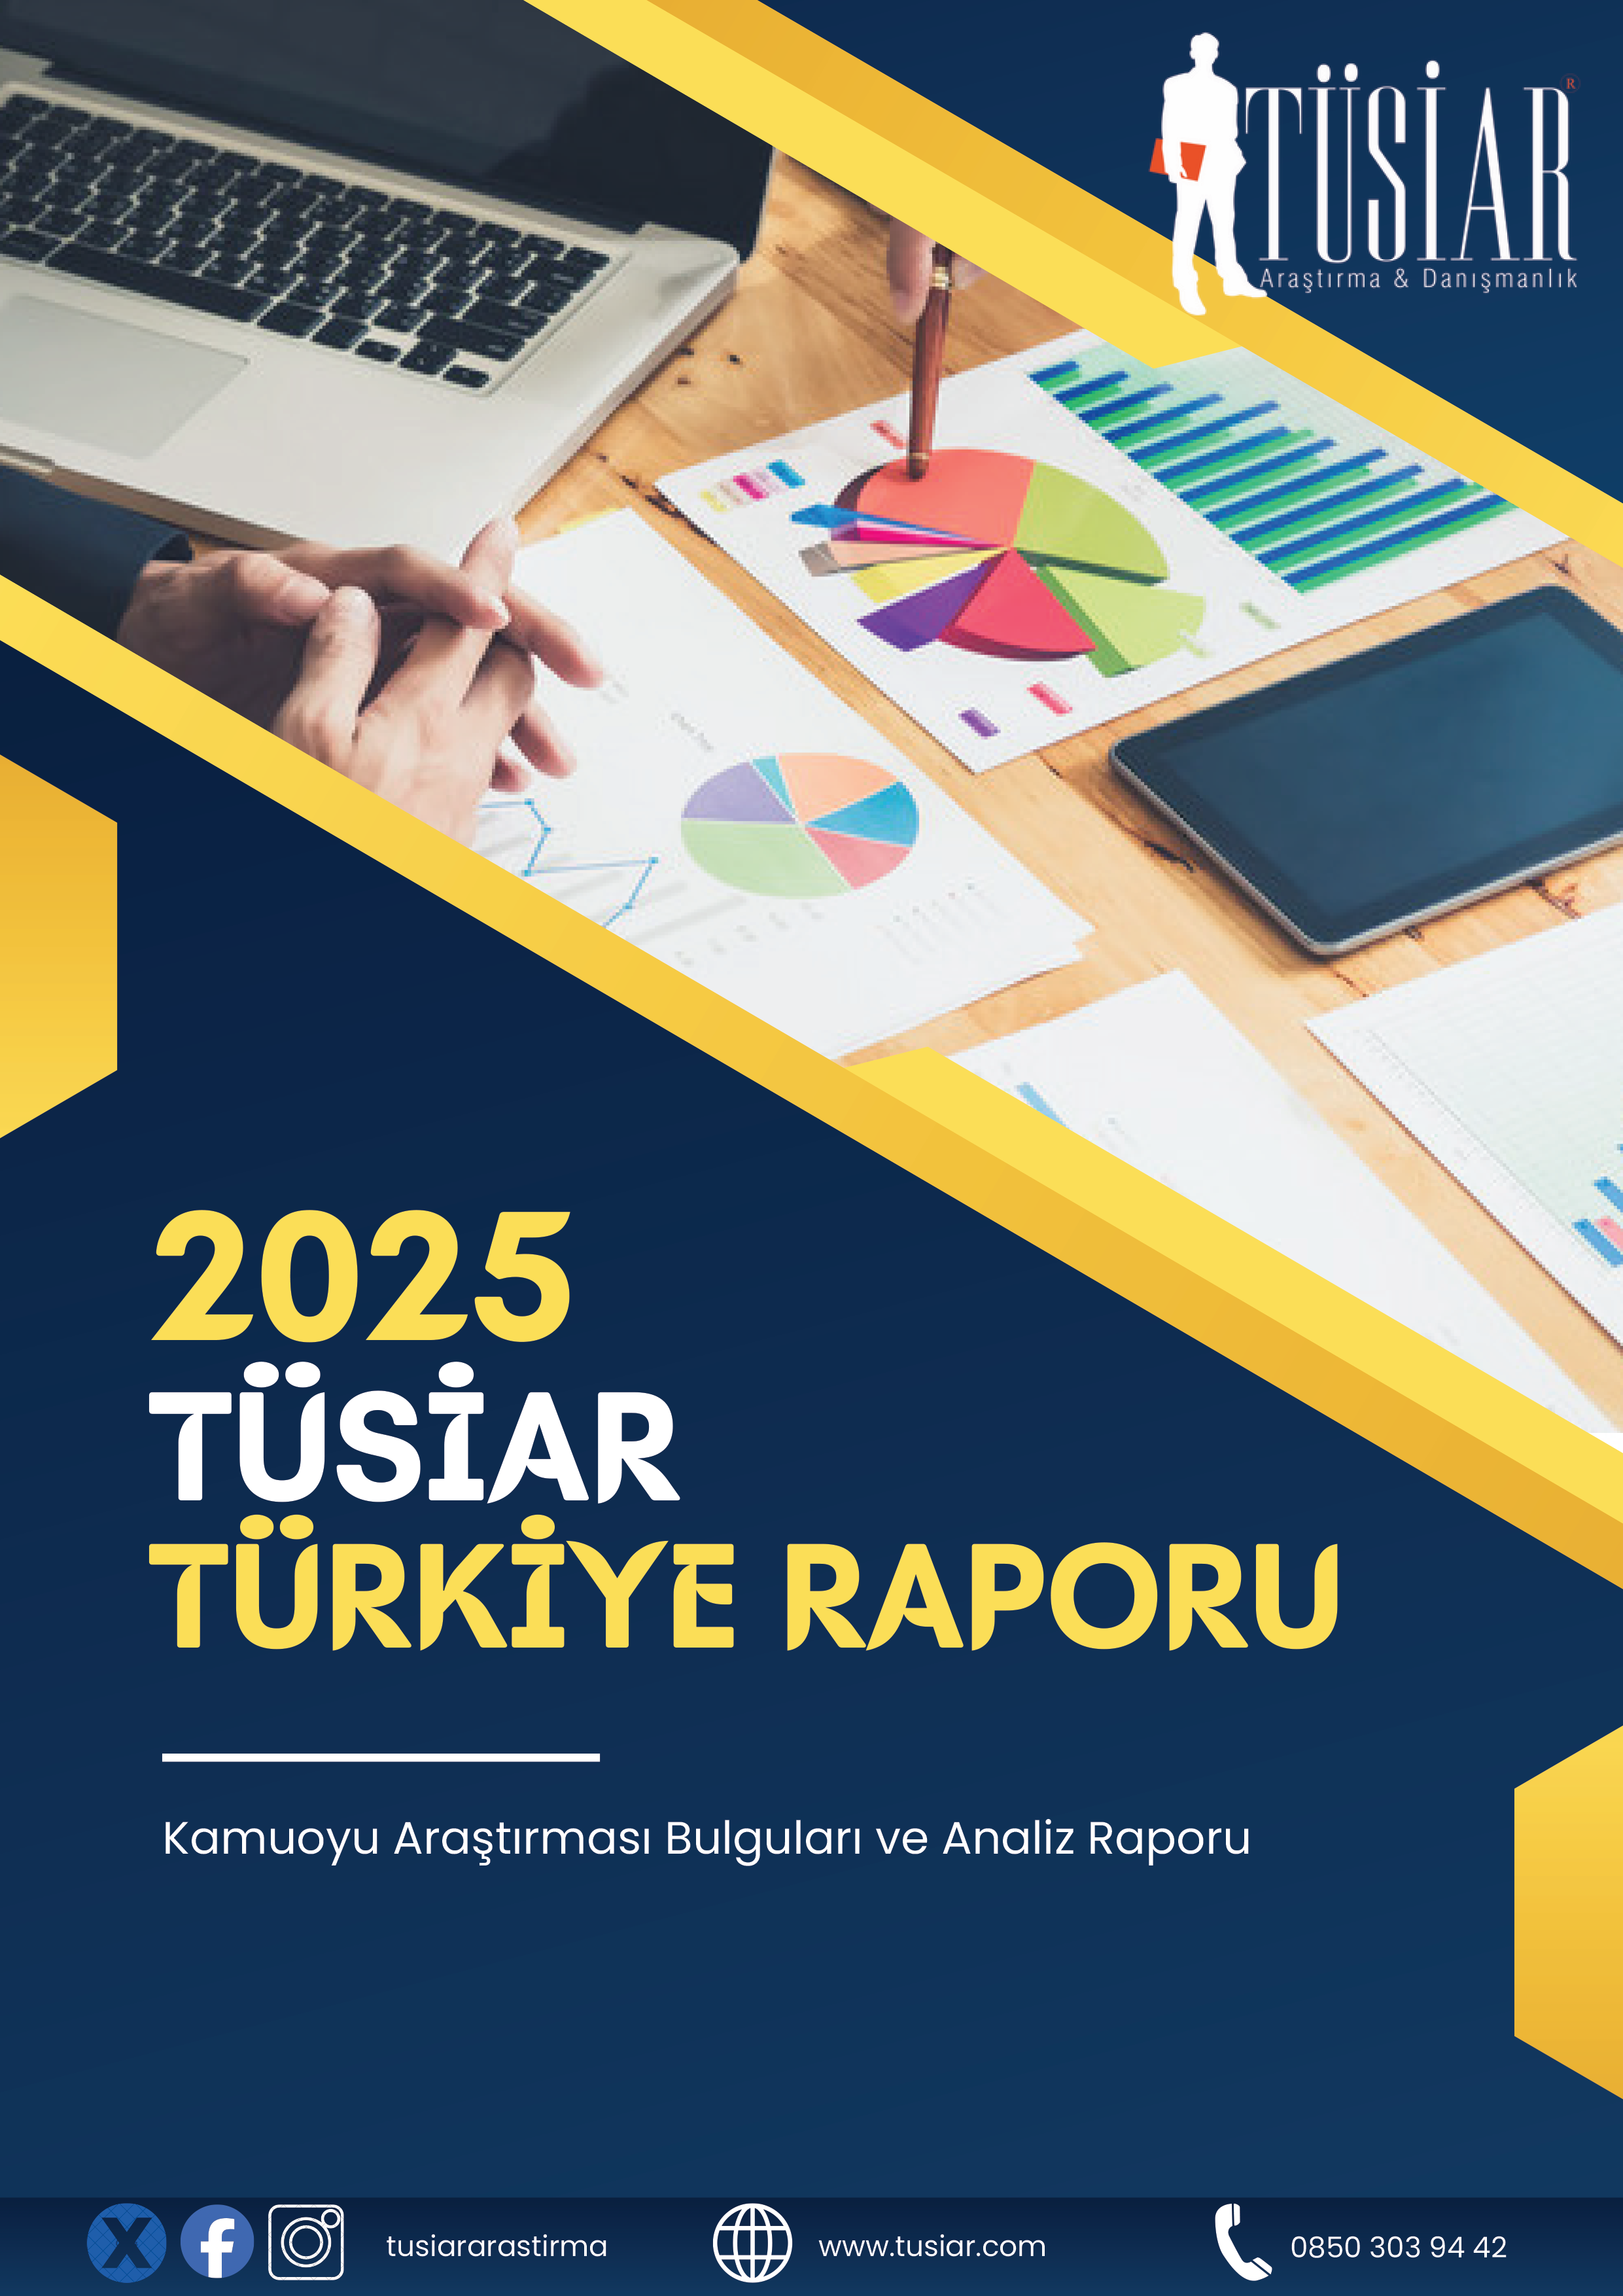 TÜSİAR®
Araştırma & Danışmanlık
2025
TÜSİAR
TÜRKİYE RAPORU
Kamuoyu Araştırması Bulguları ve Analiz Raporu
tusiararastirma
www.tusiar.com
0850 303 94 42